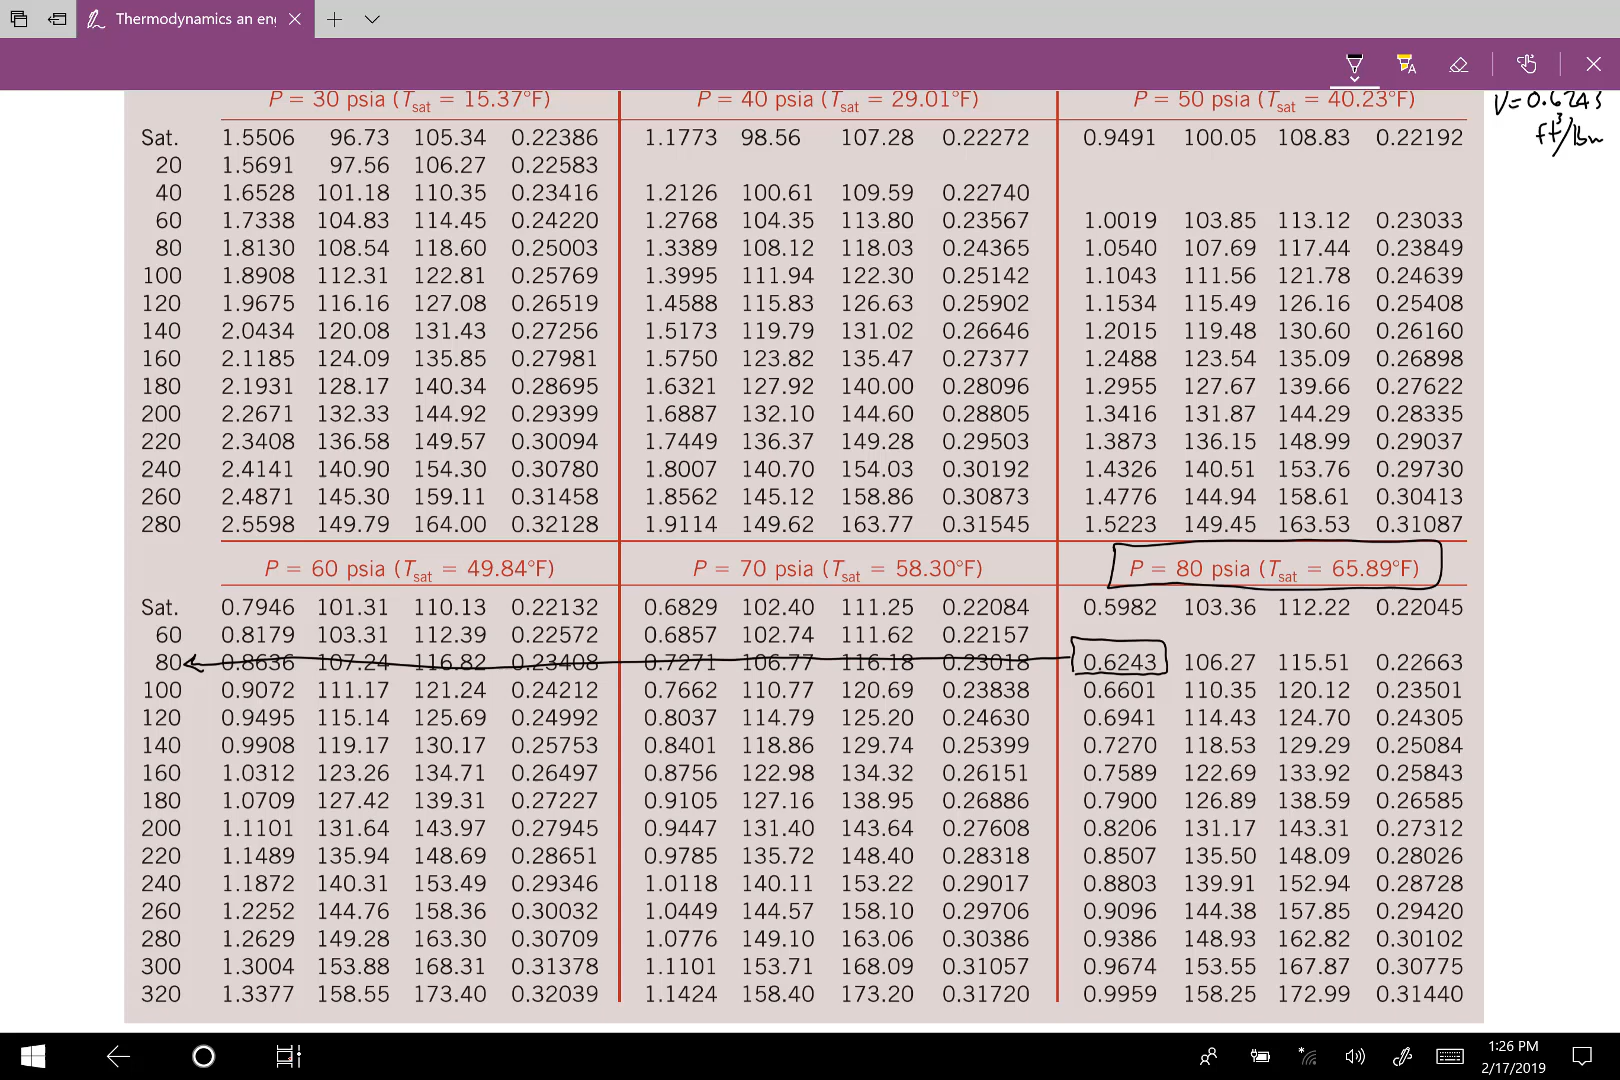 Thermodynamics an en
P = 30 psia (Tsat = 15.37°F) P = 40 psia (Tsat = 29.01°F) P = 50 psia (Tsat = 40.23°F)
v = 0.6243
ft³/lbm
Sat. 1.5506 96.73 105.34 0.22386 1.1773 98.56 107.28 0.22272 0.9491 100.05 108.83 0.22192
20 1.5691 97.56 106.27 0.22583
40 1.6528 101.18 110.35 0.23416 1.2126 100.61 109.59 0.22740
60 1.7338 104.83 114.45 0.24220 1.2768 104.35 113.80 0.23567 1.0019 103.85 113.12 0.23033
80 1.8130 108.54 118.60 0.25003 1.3389 108.12 118.03 0.24365 1.0540 107.69 117.44 0.23849
100 1.8908 112.31 122.81 0.25769 1.3995 111.94 122.30 0.25142 1.1043 111.56 121.78 0.24639
120 1.9675 116.16 127.08 0.26519 1.4588 115.83 126.63 0.25902 1.1534 115.49 126.16 0.25408
140 2.0434 120.08 131.43 0.27256 1.5173 119.79 131.02 0.26646 1.2015 119.48 130.60 0.26160
160 2.1185 124.09 135.85 0.27981 1.5750 123.82 135.47 0.27377 1.2488 123.54 135.09 0.26898
180 2.1931 128.17 140.34 0.28695 1.6321 127.92 140.00 0.28096 1.2955 127.67 139.66 0.27622
200 2.2671 132.33 144.92 0.29399 1.6887 132.10 144.60 0.28805 1.3416 131.87 144.29 0.28335
220 2.3408 136.58 149.57 0.30094 1.7449 136.37 149.28 0.29503 1.3873 136.15 148.99 0.29037
240 2.4141 140.90 154.30 0.30780 1.8007 140.70 154.03 0.30192 1.4326 140.51 153.76 0.29730
260 2.4871 145.30 159.11 0.31458 1.8562 145.12 158.86 0.30873 1.4776 144.94 158.61 0.30413
280 2.5598 149.79 164.00 0.32128 1.9114 149.62 163.77 0.31545 1.5223 149.45 163.53 0.31087
P = 60 psia (Tsat = 49.84°F) P = 70 psia (Tsat = 58.30°F) P = 80 psia (Tsat = 65.89°F)
Sat. 0.7946 101.31 110.13 0.22132 0.6829 102.40 111.25 0.22084 0.5982 103.36 112.22 0.22045
60 0.8179 103.31 112.39 0.22572 0.6857 102.74 111.62 0.22157
80 0.8636 107.24 116.82 0.23408 0.7271 106.77 116.18 0.23018 0.6243 106.27 115.51 0.22663
100 0.9072 111.17 121.24 0.24212 0.7662 110.77 120.69 0.23838 0.6601 110.35 120.12 0.23501
120 0.9495 115.14 125.69 0.24992 0.8037 114.79 125.20 0.24630 0.6941 114.43 124.70 0.24305
140 0.9908 119.17 130.17 0.25753 0.8401 118.86 129.74 0.25399 0.7270 118.53 129.29 0.25084
160 1.0312 123.26 134.71 0.26497 0.8756 122.98 134.32 0.26151 0.7589 122.69 133.92 0.25843
180 1.0709 127.42 139.31 0.27227 0.9105 127.16 138.95 0.26886 0.7900 126.89 138.59 0.26585
200 1.1101 131.64 143.97 0.27945 0.9447 131.40 143.64 0.27608 0.8206 131.17 143.31 0.27312
220 1.1489 135.94 148.69 0.28651 0.9785 135.72 148.40 0.28318 0.8507 135.50 148.09 0.28026
240 1.1872 140.31 153.49 0.29346 1.0118 140.11 153.22 0.29017 0.8803 139.91 152.94 0.28728
260 1.2252 144.76 158.36 0.30032 1.0449 144.57 158.10 0.29706 0.9096 144.38 157.85 0.29420
280 1.2629 149.28 163.30 0.30709 1.0776 149.10 163.06 0.30386 0.9386 148.93 162.82 0.30102
300 1.3004 153.88 168.31 0.31378 1.1101 153.71 168.09 0.31057 0.9674 153.55 167.87 0.30775
320 1.3377 158.55 173.40 0.32039 1.1424 158.40 173.20 0.31720 0.9959 158.25 172.99 0.31440
1:26 PM
2/17/2019